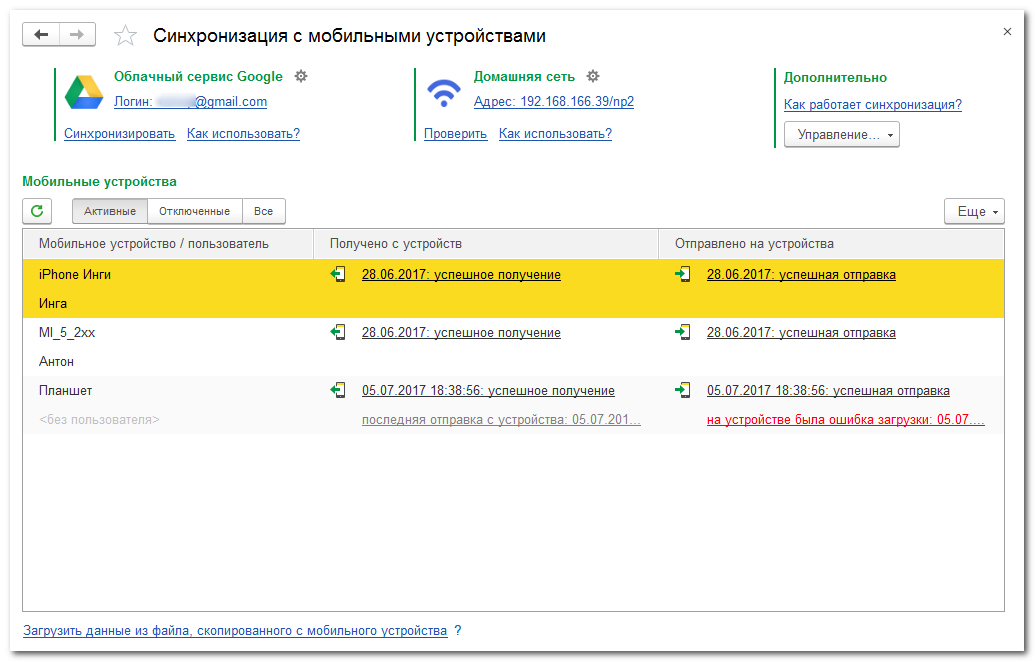 Синхронизация с мобильными устройствами
Облачный сервис Google
Логин: @gmail.com
Синхронизировать Как использовать?
Домашняя сеть
Адрес: 192.168.166.39/np2
Проверить Как использовать?
Дополнительно
Как работает синхронизация?
Управление...
Мобильные устройства
Активные Отключенные Все Еще
Мобильное устройство / пользователь Получено с устройств Отправлено на устройства
iPhone Инги 28.06.2017: успешное получение 28.06.2017: успешная отправка
Инга
MI_5_2xx 28.06.2017: успешное получение 28.06.2017: успешная отправка
Антон
Планшет 05.07.2017 18:38:56: успешное получение 05.07.2017 18:38:56: успешная отправка
<без пользователя> последняя отправка с устройства: 05.07.201... на устройстве была ошибка загрузки: 05.07....
Загрузить данные из файла, скопированного с мобильного устройства ?